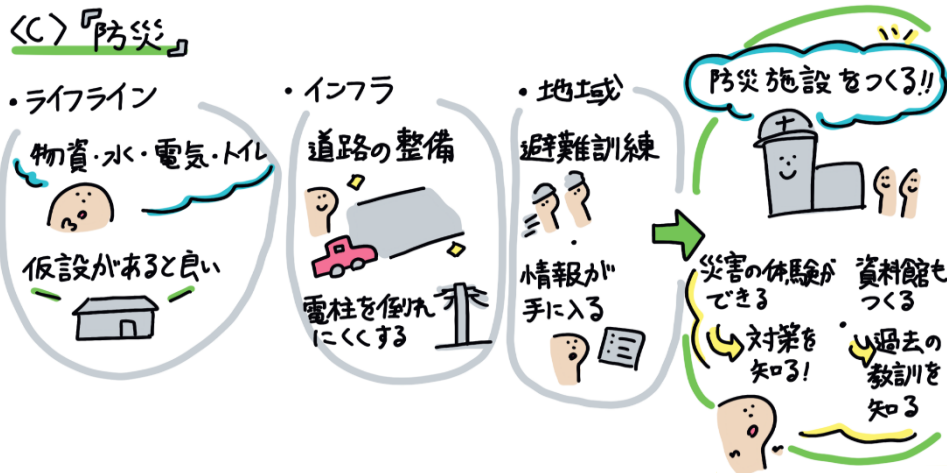 〈C〉『防災』
・ライフライン
物資・水・電気・トイレ
仮設があると良い
・インフラ
道路の整備
電柱を倒れ
にくくする
・地域
避難訓練
情報が
手に入る
防災施設をつくる!!
災害の体験が
できる
対策を
知る!
資料館も
つくる
過去の
教訓を
知る